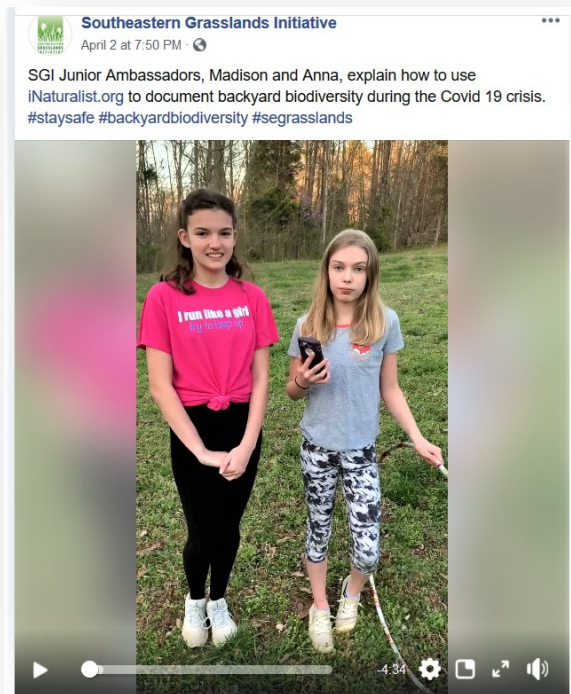 Southeastern Grasslands Initiative
April 2 at 7:50 PM ·
SGI Junior Ambassadors, Madison and Anna, explain how to use
iNaturalist.org to document backyard biodiversity during the Covid 19 crisis.
#staysafe #backyardbiodiversity #segrasslands
I run like a girl
try to keep up
-4:34